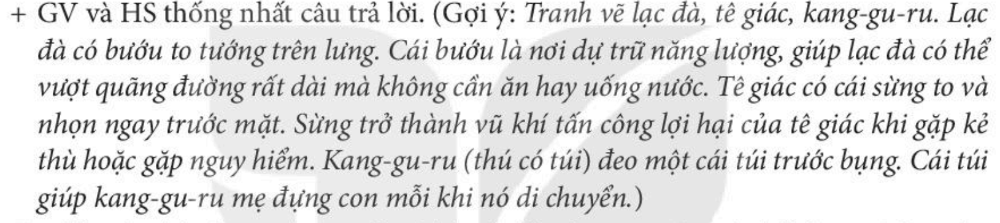 + GV và HS thống nhất câu trả lời. (Gợi ý: Tranh vẽ lạc đà, tê giác, kang-gu-ru. Lạc
đà có bướu to tướng trên lưng. Cái bướu là nơi dự trữ năng lượng, giúp lạc đà có thể
vượt quãng đường rất dài mà không cần ăn hay uống nước. Tê giác có cái sừng to và
nhọn ngay trước mặt. Sừng trở thành vũ khí tấn công lợi hại của tê giác khi gặp kẻ
thù hoặc gặp nguy hiểm. Kang-gu-ru (thú có túi) đeo một cái túi trước bụng. Cái túi
giúp kang-gu-ru mẹ đựng con mỗi khi nó di chuyển.)